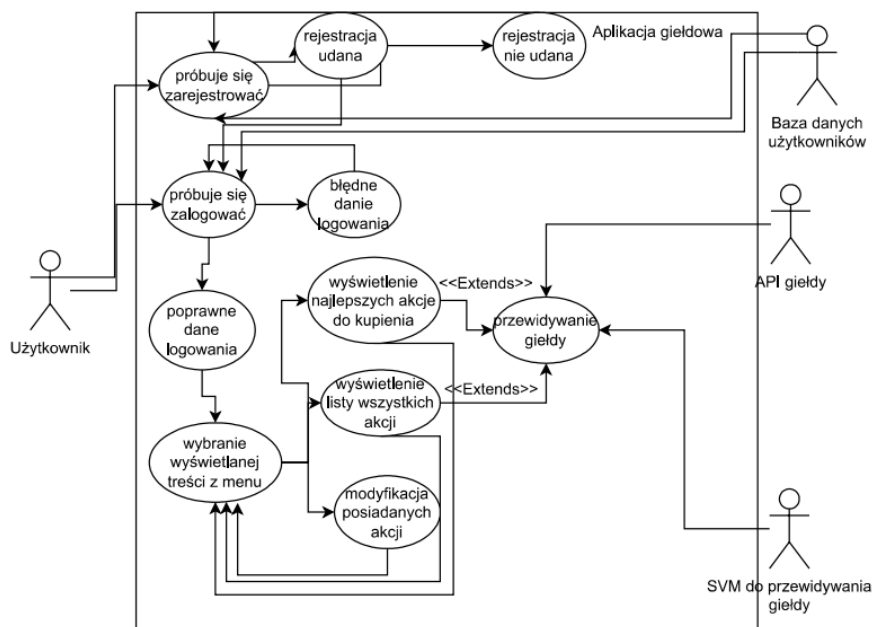 rejestracja
udana
rejestracja
nie udana
Aplikacja giełdowa
próbuje się
zarejestrować
Baza danych
użytkowników
próbuje się
zalogować
błędne
danie
logowania
Użytkownik
API giełdy
wyświetlenie
najlepszych akcje
do kupienia
<<Extends>>
przewidywanie
giełdy
poprawne
dane
logowania
wyświetlenie
listy wszystkich
akcji
<<Extends>>
wybranie
wyświetlanej
treści z menu
modyfikacja
posiadanych
akcji
SVM do przewidywania
giełdy